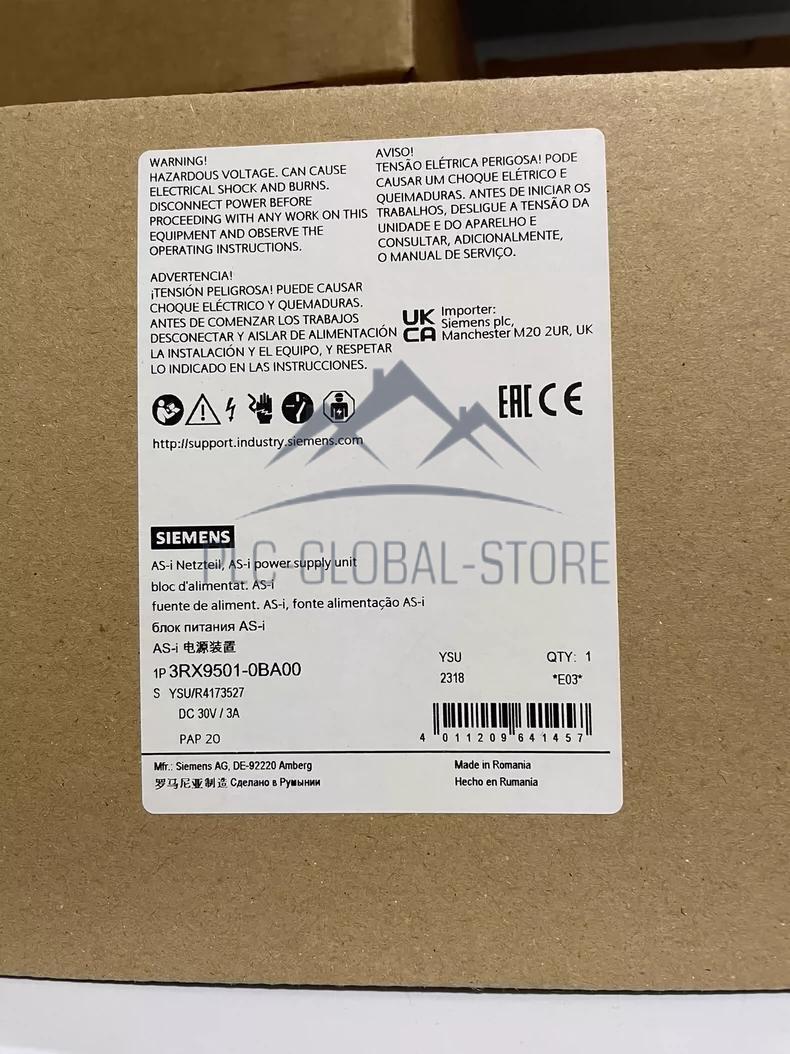 WARNING!
HAZARDOUS VOLTAGE. CAN CAUSE
ELECTRICAL SHOCK AND BURNS.
DISCONNECT POWER BEFORE
PROCEEDING WITH ANY WORK ON THIS
EQUIPMENT AND OBSERVE THE
OPERATING INSTRUCTIONS.
AVISO!
TENSÃO ELÉTRICA PERIGOSA! PODE
CAUSAR UM CHOQUE ELÉTRICO E
QUEIMADURAS. ANTES DE INICIAR OS
TRABALHOS, DESLIGUE A TENSÃO DA
UNIDADE E DO APARELHO E
CONSULTAR, ADICIONALMENTE,
O MANUAL DE SERVIÇO.
ADVERTENCIA!
¡TENSIÓN PELIGROSA! PUEDE CAUSAR
CHOQUE ELÉCTRICO Y QUEMADURAS.
ANTES DE COMENZAR LOS TRABAJOS
DESCONECTAR Y AISLAR DE ALIMENTACIÓN
LA INSTALACIÓN Y EL EQUIPO, Y RESPETAR
LO INDICADO EN LAS INSTRUCCIONES.
UK
CA
Importer:
Siemens plc,
Manchester M20 2UR, UK
EAC CE
http://support.industry.siemens.com
SIEMENS
PLC-GLOBAL-STORE
AS-i Netzteil, AS-i power supply unit
bloc d'alimentat. AS-i
fuente de aliment. AS-i, fonte alimentação AS-i
блок питания AS-i
AS-i 电源装置
1P 3RX9501-0BA00
S YSU/R4173527
DC 30V / 3A
PAP 20
YSU
2318
QTY: 1
*E03*
4 011209 641457
Mfr.: Siemens AG, DE-92220 Amberg
罗马尼亚制造 Сделано в Румынии
Made in Romania
Hecho en Rumania